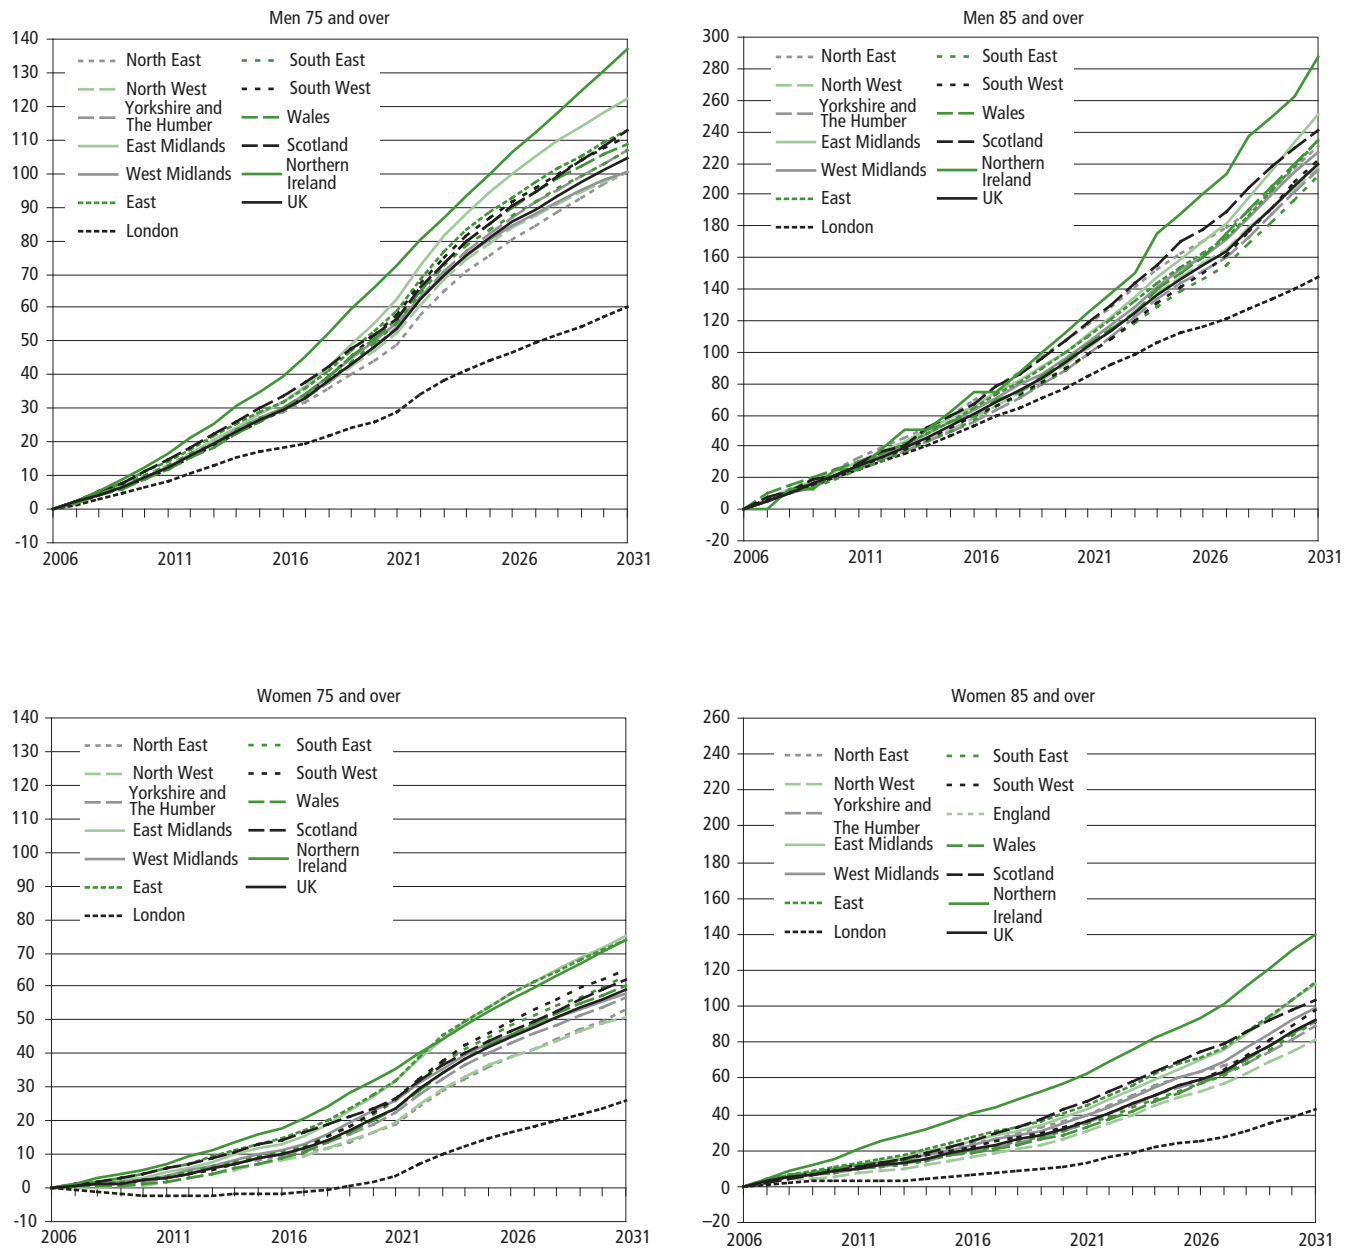 Men 75 and over
140
130
120
110
100
90
80
70
60
50
40
30
20
10
0
-10
North East
North West
Yorkshire and
The Humber
East Midlands
West Midlands
East
London
South East
South West
Wales
Scotland
Northern
Ireland
UK
2006 2011 2016 2021 2026 2031
Men 85 and over
300
280
260
240
220
200
180
160
140
120
100
80
60
40
20
0
-20
North East
North West
Yorkshire and
The Humber
East Midlands
West Midlands
East
London
South East
South West
Wales
Scotland
Northern
Ireland
UK
2006 2011 2016 2021 2026 2031
Women 75 and over
140
130
120
110
100
90
80
70
60
50
40
30
20
10
0
-10
North East
North West
Yorkshire and
The Humber
East Midlands
West Midlands
East
London
South East
South West
Wales
Scotland
Northern
Ireland
UK
2006 2011 2016 2021 2026 2031
Women 85 and over
260
240
220
200
180
160
140
120
100
80
60
40
20
0
–20
North East
North West
Yorkshire and
The Humber
East Midlands
West Midlands
East
London
South East
South West
England
Wales
Scotland
Northern
Ireland
UK
2006 2011 2016 2021 2026 2031